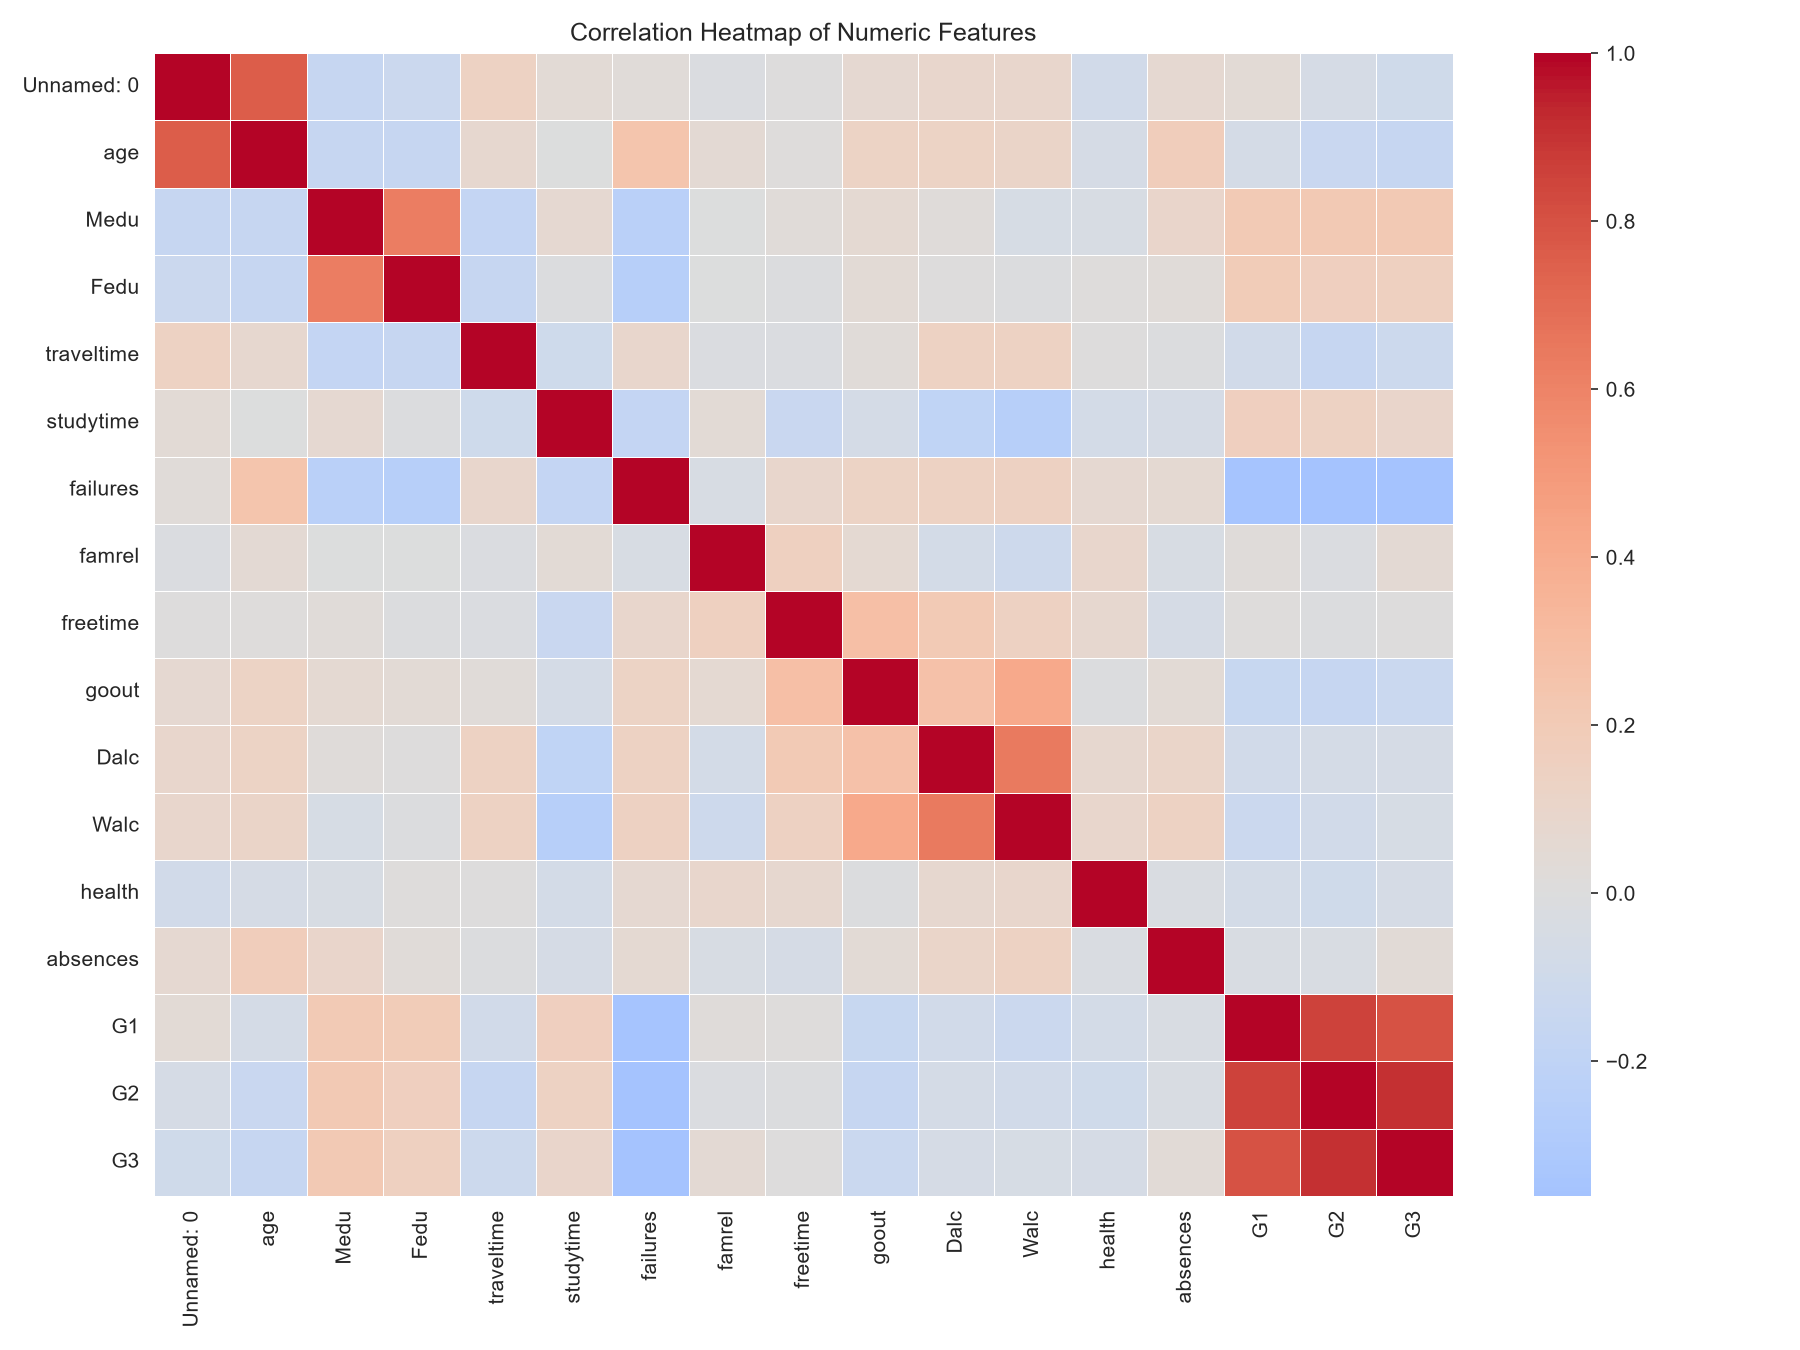 Correlation Heatmap of Numeric Features
Unnamed: 0
age
Medu
Fedu
traveltime
studytime
failures
famrel
freetime
goout
Dalc
Walc
health
absences
G1
G2
G3
Unnamed: 0
age
Medu
Fedu
traveltime
studytime
failures
famrel
freetime
goout
Dalc
Walc
health
absences
G1
G2
G3
1.0
0.8
0.6
0.4
0.2
0.0
−0.2